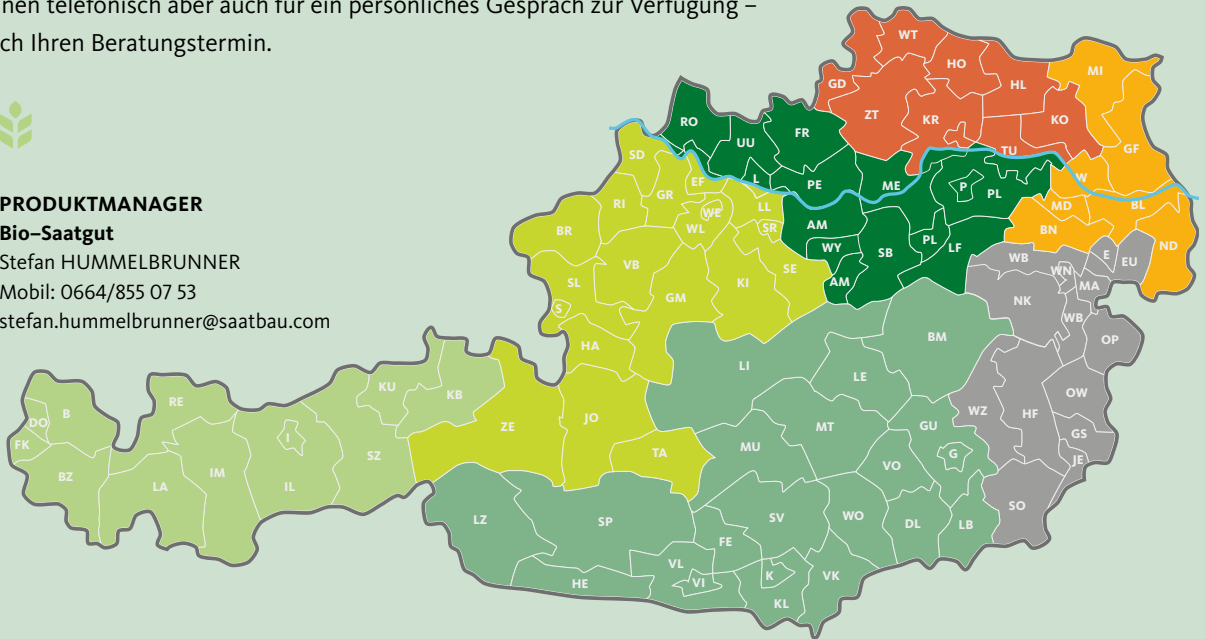 nen telefonisch aber auch für ein persönliches Gespräch zur Verfügung –
ch Ihren Beratungstermin.
PRODUKTMANAGER
Bio–Saatgut
Stefan HUMMELBRUNNER
Mobil: 0664/855 07 53
stefan.hummelbrunner@saatbau.com
WT
HO
GD
HL
MI
ZT
KR
KO
TU
GF
RO
UU
FR
L
PE
ME
P
PL
W
SD
EF
GR
RI
WE
LL
WL
SR
BR
AM
WY
SB
PL
LF
AM
MD
BL
BN
ND
VB
SL
S
GM
KI
SE
HA
WB
E
EU
WN
MA
NK
WB
OP
BM
LI
LE
KU
KB
ZE
JO
TA
MU
MT
GU
G
VO
WZ
HF
OW
GS
JE
SO
RE
B
DO
FK
BZ
LA
IM
I
IL
SZ
LZ
SP
SV
WO
DL
LB
FE
VL
VI
HE
K
KL
VK